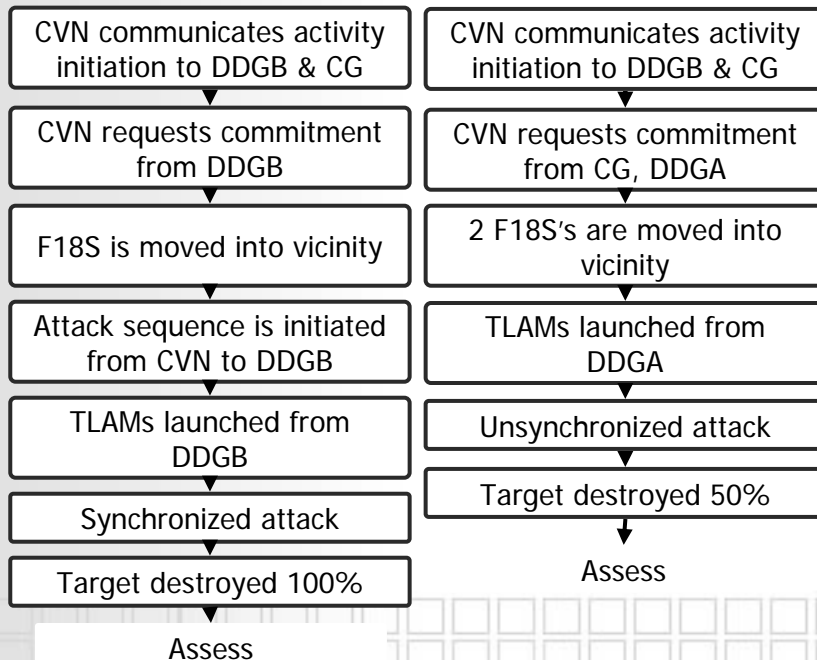 CVN communicates activity
initiation to DDGB & CG
CVN requests commitment
from DDGB
F18S is moved into vicinity
Attack sequence is initiated
from CVN to DDGB
TLAMs launched from
DDGB
Synchronized attack
Target destroyed 100%
Assess
CVN communicates activity
initiation to DDGB & CG
CVN requests commitment
from CG, DDGA
2 F18S's are moved into
vicinity
TLAMs launched from
DDGA
Unsynchronized attack
Target destroyed 50%
Assess